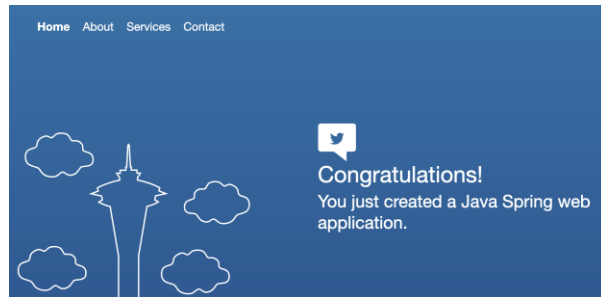 Home About Services Contact
Congratulations!
You just created a Java Spring web
application.